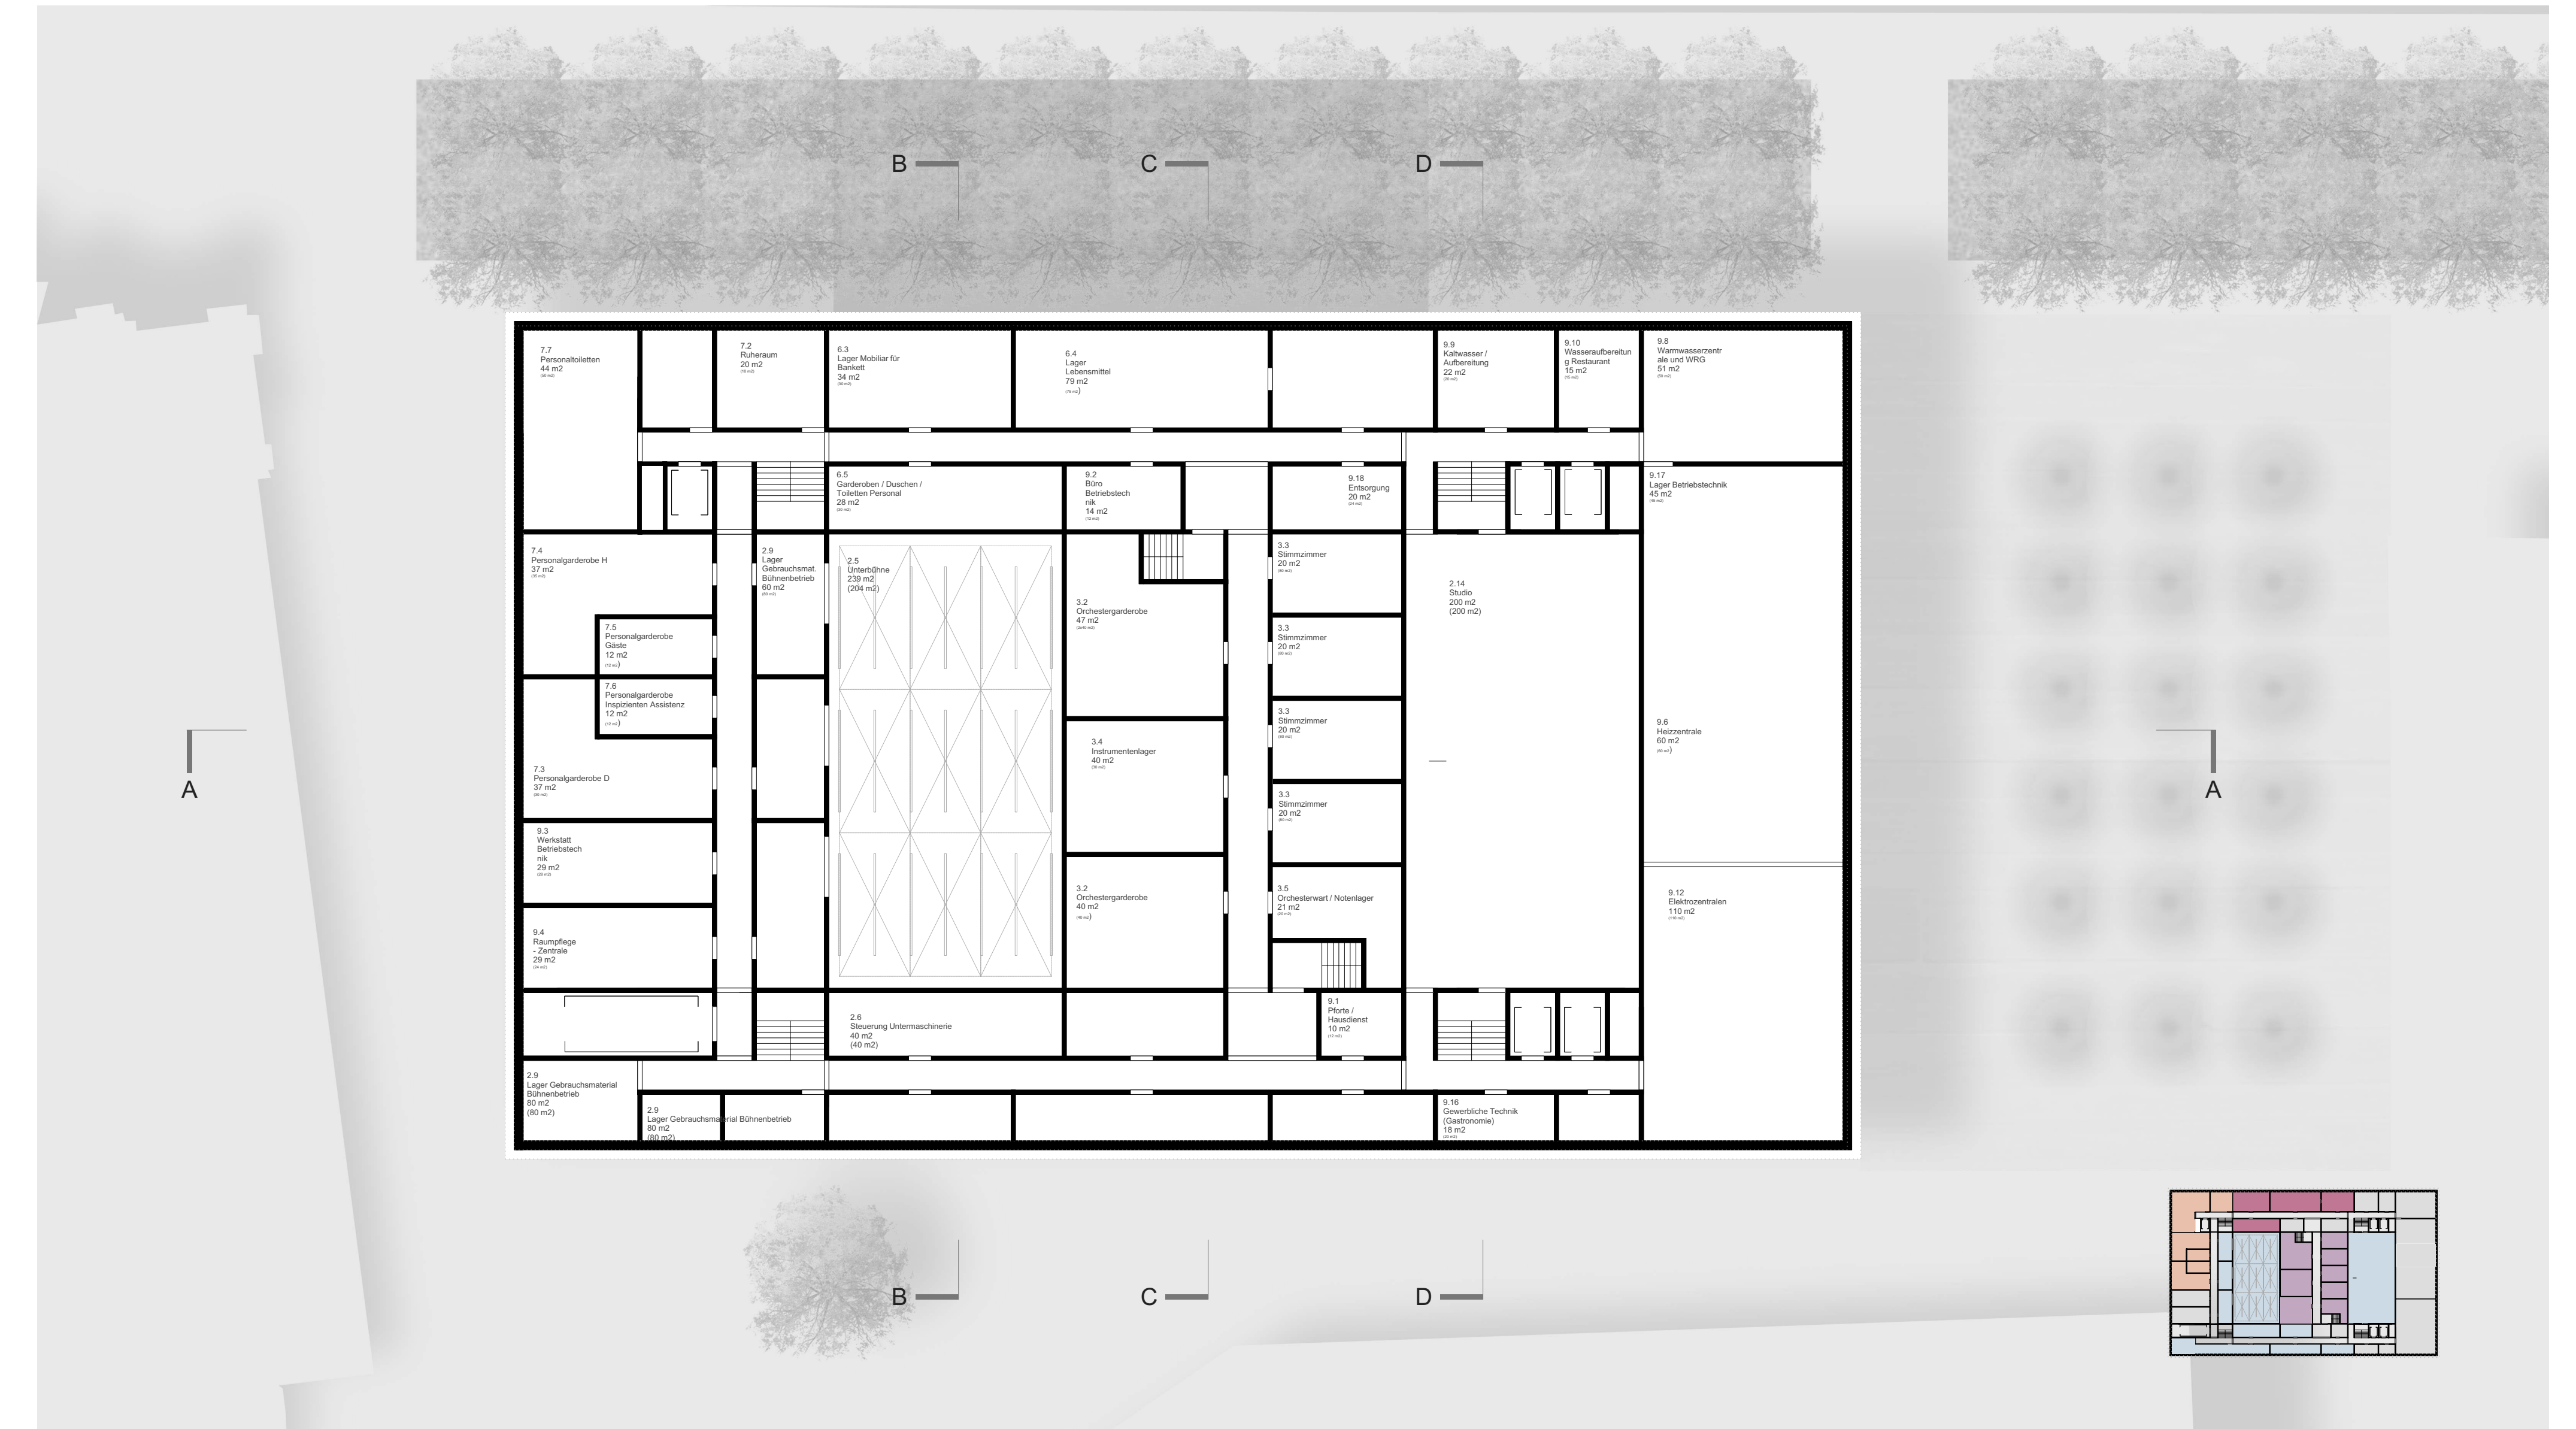 B
C
D
7.7
Personaltoiletten
44 m2
7.2
Ruheraum
20 m2
6.3
Lager Mobiliar für
Bankett
34 m2
6.4
Lager
Lebensmittel
79 m2
9.9
Kaltwasser /
Aufbereitung
22 m2
9.10
Wasseraufbereitun
g Restaurant
15 m2
9.8
Warmwasserzentr
ale und WRG
51 m2
6.5
Garderoben / Duschen /
Toiletten Personal
28 m2
9.2
Büro
Betriebstech
nik
14 m2
9.18
Entsorgung
20 m2
9.17
Lager Betriebstechnik
45 m2
7.4
Personalgarderobe H
37 m2
2.9
Lager
Gebrauchsmat.
Bühnenbetrieb
60 m2
2.5
Unterbühne
239 m2
(204 m2)
3.2
Orchestergarderobe
47 m2
3.3
Stimmzimmer
20 m2
2.14
Studio
200 m2
(200 m2)
7.5
Personalgarderobe
Gäste
12 m2
3.3
Stimmzimmer
20 m2
7.6
Personalgarderobe
Inspizienten Assistenz
12 m2
3.3
Stimmzimmer
20 m2
9.6
Heizzentrale
60 m2
3.4
Instrumentenlager
40 m2
7.3
Personalgarderobe D
37 m2
A
A
3.3
Stimmzimmer
20 m2
9.3
Werkstatt
Betriebstech
nik
29 m2
3.2
Orchestergarderobe
40 m2
3.5
Orchesterwart / Notenlager
21 m2
9.12
Elektrozentralen
110 m2
9.4
Raumpflege
- Zentrale
29 m2
2.6
Steuerung Untermaschinerie
40 m2
(40 m2)
9.1
Pforte /
Hausdienst
10 m2
2.9
Lager Gebrauchsmaterial
Bühnenbetrieb
80 m2
(80 m2)
2.9
Lager Gebrauchsmaterial Bühnenbetrieb
80 m2
(80 m2)
9.16
Gewerbliche Technik
(Gastronomie)
18 m2
B
C
D